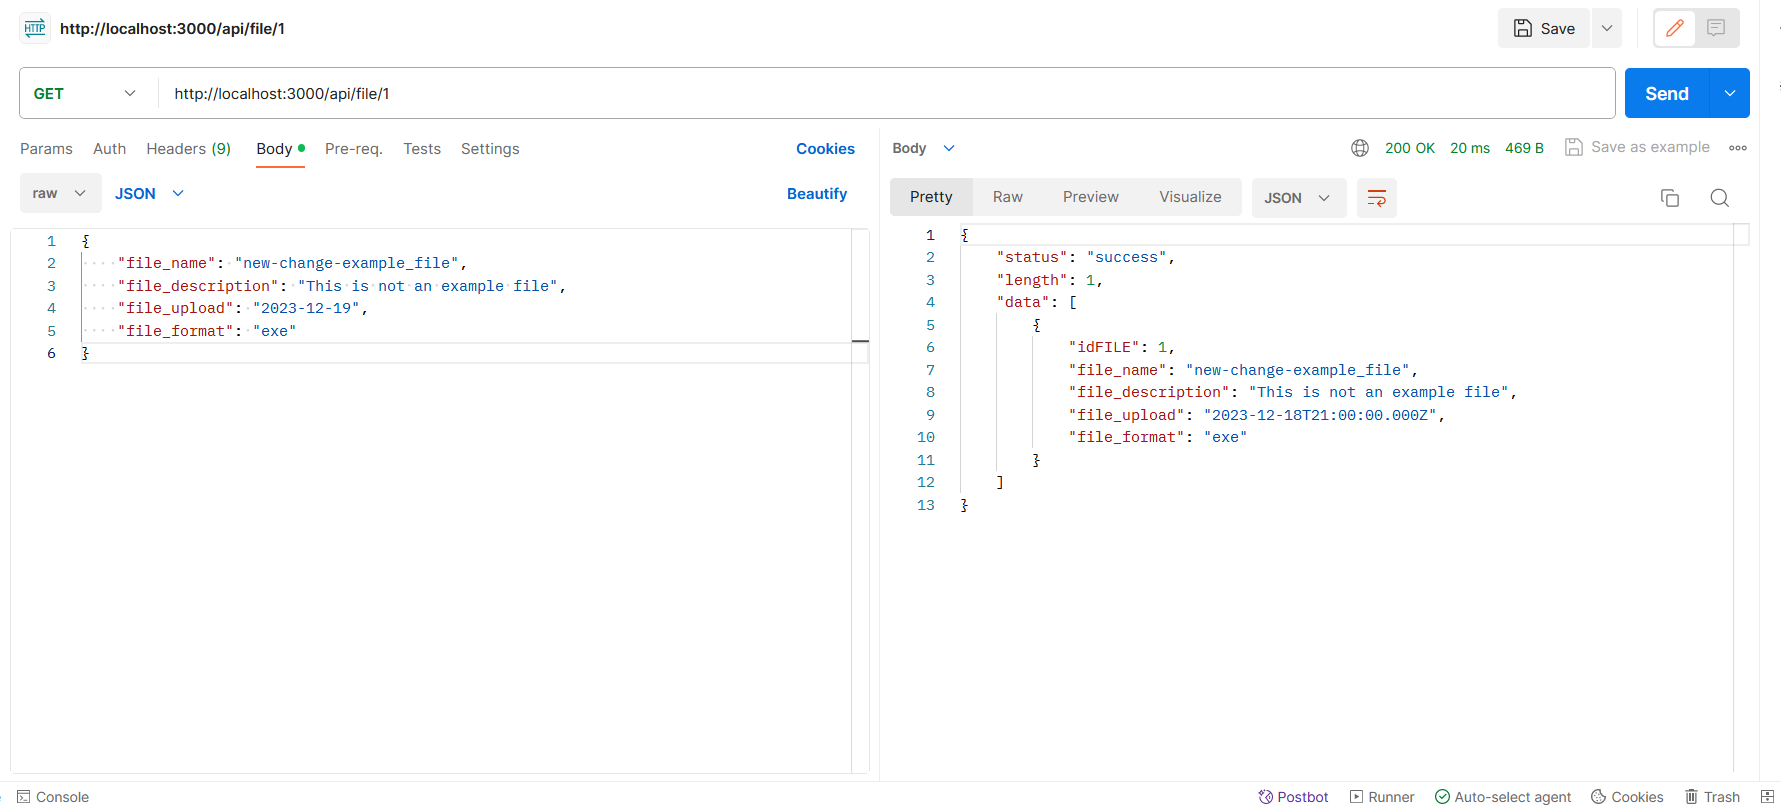 HTTP http://localhost:3000/api/file/1 Save
GET http://localhost:3000/api/file/1 Send
Params Auth Headers (9) Body Pre-req. Tests Settings Cookies
raw JSON Beautify
1 {
2 "file_name": "new-change-example_file",
3 "file_description": "This is not an example file",
4 "file_upload": "2023-12-19",
5 "file_format": "exe"
6 }
Body 200 OK 20 ms 469 B Save as example
Pretty Raw Preview Visualize JSON
1 {
2 "status": "success",
3 "length": 1,
4 "data": [
5 {
6 "idFILE": 1,
7 "file_name": "new-change-example_file",
8 "file_description": "This is not an example file",
9 "file_upload": "2023-12-18T21:00:00.000Z",
10 "file_format": "exe"
11 }
12 ]
13 }
Console Postbot Runner Auto-select agent Cookies Trash